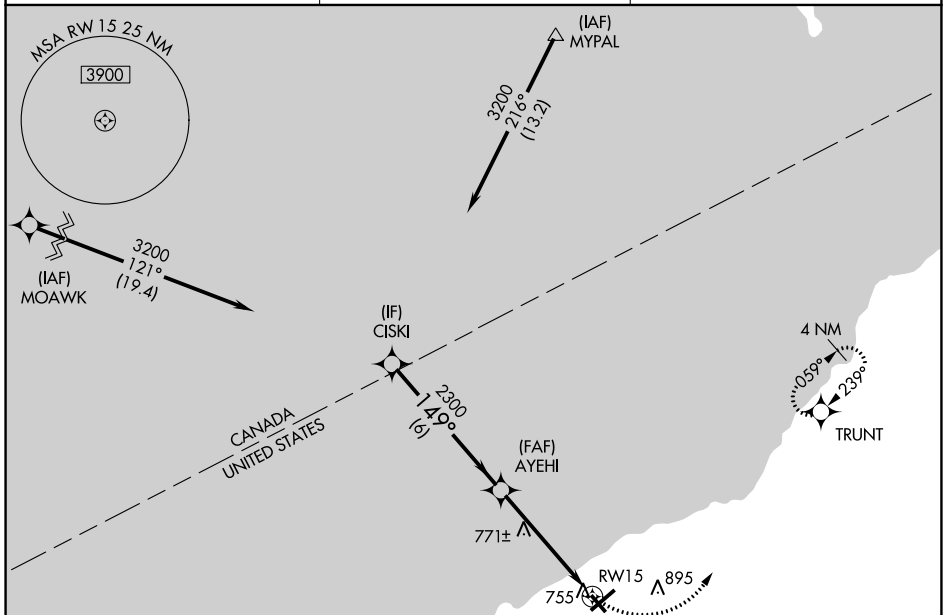 MSA RW 15 25 NM
3900
(IAF)
MYPAL
3200
216°
(13.2)
(IAF)
MOAWK
3200
121°
(19.4)
(IF)
CISKI
CANADA
UNITED STATES
2300
149°
(6)
(FAF)
AYEHI
4 NM
059°
239°
TRUNT
771±
755
RW15
895